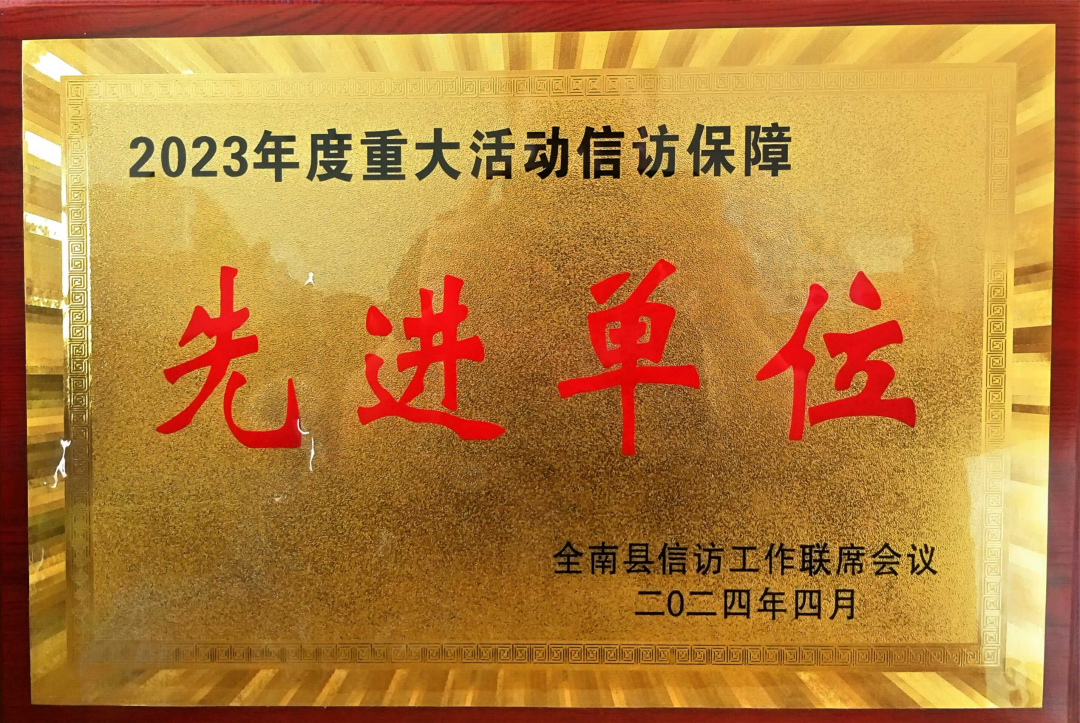 2023年度重大活动信访保障
先进单位
全南县信访工作联席会议
二0二四年四月